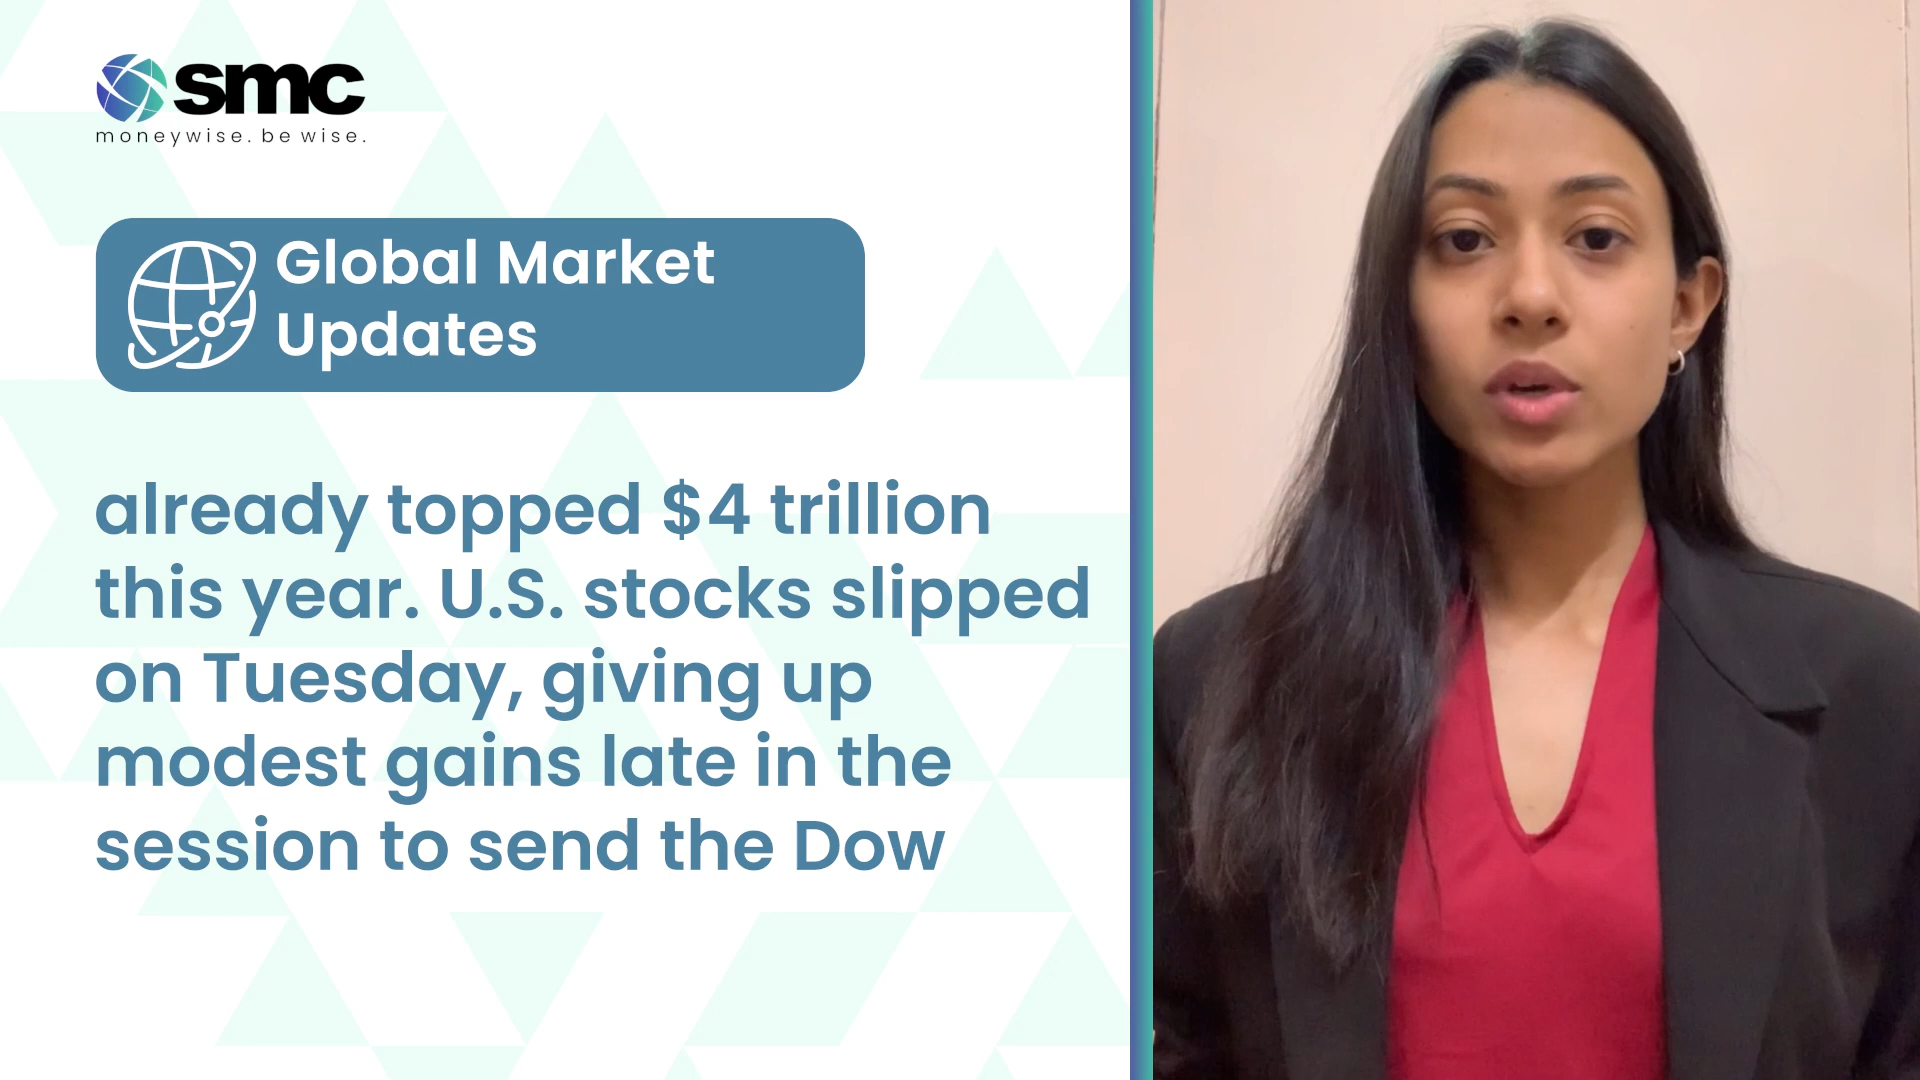 smc
moneywise. be wise.
Global Market
Updates
already topped $4 trillion
this year. U.S. stocks slipped
on Tuesday, giving up
modest gains late in the
session to send the Dow